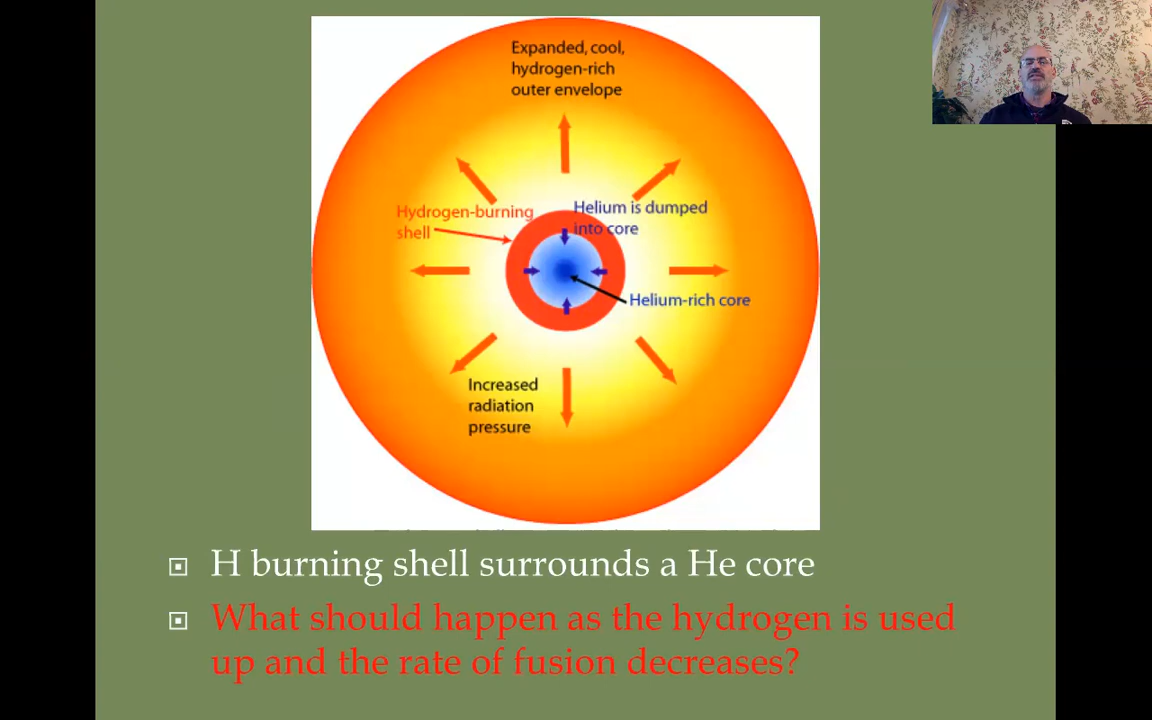 Expanded, cool,
hydrogen-rich
outer envelope
Hydrogen-burning
shell
Helium is dumped
into core
Helium-rich core
Increased
radiation
pressure
H burning shell surrounds a He core
What should happen as the hydrogen is used
up and the rate of fusion decreases?